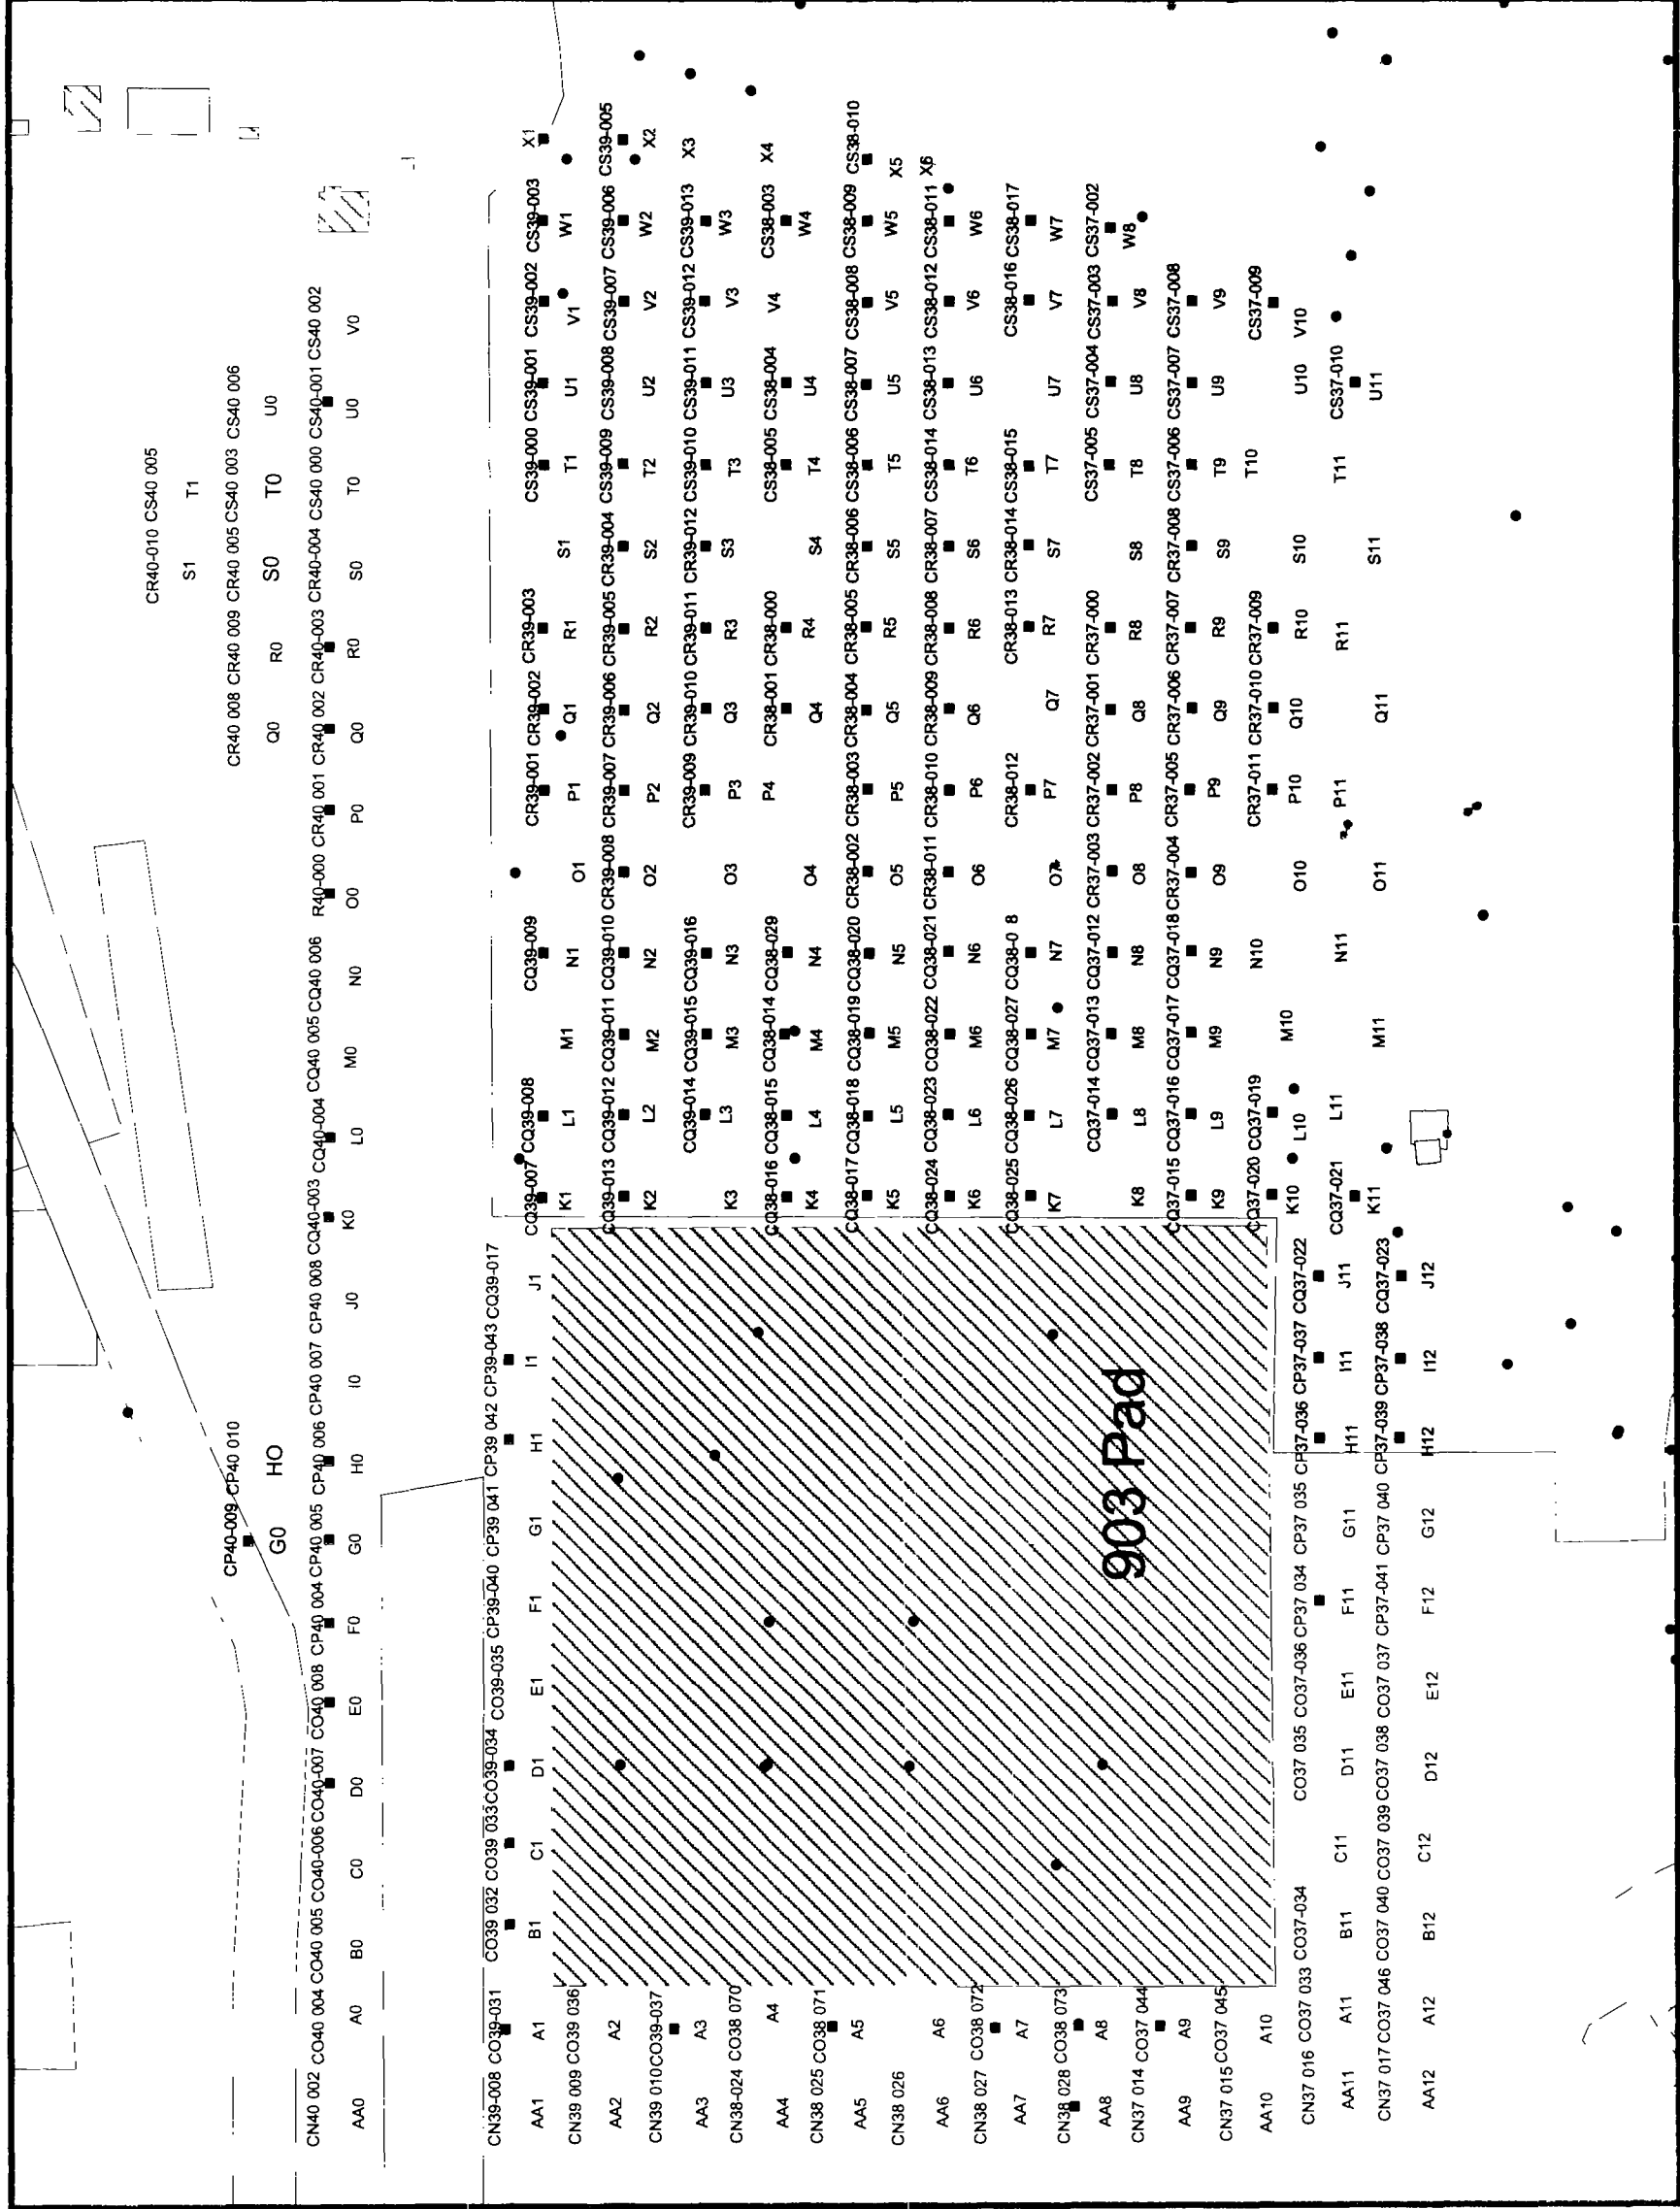 CR40-010 CS40 005
S1 T1
CP40-009 CP40 010 CR40 008 CR40 009 CR40 005 CS40 003 CS40 006
G0 HO Q0 R0 S0 T0 U0
CN40 002 CO40 004 CO40 005 CO40-006 CO40-007 CO40 008 CP40 004 CP40 005 CP40 006 CP40 007 CP40 008 CQ40-003 CQ40-004 CQ40 005 CQ40 006 R40-000 CR40 001 CR40 002 CR40-003 CR40-004 CS40 000 CS40-001 CS40 002
AA0 A0 B0 C0 D0 E0 F0 G0 H0 I0 J0 K0 L0 M0 N0 O0 P0 Q0 R0 S0 T0 U0 V0
CN39-008 CO39-031 CO39 032 CO39 033 CO39-034 CO39-035 CP39-040 CP39 041 CP39 042 CP39-043 CQ39-017
CQ39-007 CQ39-008 CQ39-009 CR39-001 CR39-002 CR39-003 CS39-000 CS39-001 CS39-002 CS39-003 X1
AA1 A1 B1 C1 D1 E1 F1 G1 H1 I1 J1 K1 L1 M1 N1 O1 P1 Q1 R1 S1 T1 U1 V1 W1
CN39 009 CO39 036
CQ39-013 CQ39-012 CQ39-011 CQ39-010 CR39-008 CR39-007 CR39-006 CR39-005 CR39-004 CS39-009 CS39-008 CS39-007 CS39-006 CS39-005
AA2 A2 K2 L2 M2 N2 O2 P2 Q2 R2 S2 T2 U2 V2 W2 X2
CN39 010 CO39-037
CQ39-014 CQ39-015 CQ39-016 CR39-009 CR39-010 CR39-011 CR39-012 CS39-010 CS39-011 CS39-012 CS39-013 X3
AA3 A3 K3 L3 M3 N3 O3 P3 Q3 R3 S3 T3 U3 V3 W3
CN38-024 CO38 070
CQ38-016 CQ38-015 CQ38-014 CQ38-029 P4 CR38-001 CR38-000 CS38-005 CS38-004 V4 CS38-003 X4
AA4 A4 K4 L4 M4 N4 O4 Q4 R4 S4 T4 U4 W4
CN38 025 CO38 071
CQ38-017 CQ38-018 CQ38-019 CQ38-020 CR38-002 CR38-003 CR38-004 CR38-005 CR38-006 CS38-006 CS38-007 CS38-008 CS38-009 CS38-010
AA5 A5 K5 L5 M5 N5 O5 P5 Q5 R5 S5 T5 U5 V5 W5 X5
CN38 026
CQ38-024 CQ38-023 CQ38-022 CQ38-021 CR38-011 CR38-010 CR38-009 CR38-008 CR38-007 CS38-014 CS38-013 CS38-012 CS38-011 X6
AA6 A6 K6 L6 M6 N6 O6 P6 Q6 R6 S6 T6 U6 V6 W6
CN38 027 CO38 072
CQ38-025 CQ38-026 CQ38-027 CQ38-0 8 CR38-012 CR38-013 CR38-014 CS38-015 CS38-016 CS38-017
AA7 A7 K7 L7 M7 N7 P7 Q7 R7 S7 T7 U7 V7 W7
CN38 028 CO38 073
CQ37-014 CQ37-013 CQ37-012 CR37-003 CR37-002 CR37-001 CR37-000 CS37-005 CS37-004 CS37-003 CS37-002
AA8 A8 903 Pad K8 L8 M8 N8 O8 P8 Q8 R8 S8 T8 U8 V8 W8
CN37 014 CO37 044
CQ37-015 CQ37-016 CQ37-017 CQ37-018 CR37-004 CR37-005 CR37-006 CR37-007 CR37-008 CS37-006 CS37-007 CS37-008
AA9 A9 K9 L9 M9 N9 O9 P9 Q9 R9 S9 T9 U9 V9
CN37 015 CO37 045
CQ37-020 CQ37-019 N10 CR37-011 CR37-010 CR37-009 T10 CS37-009
AA10 A10 K10 L10 M10 O10 P10 Q10 R10 S10 U10 V10
CN37 016 CO37 033 CO37-034 CO37 035 CO37-036 CP37 034 CP37 035 CP37-036 CP37-037 CQ37-022
CQ37-021 L11 N11 P11 R11 T11 CS37-010
AA11 A11 B11 C11 D11 E11 F11 G11 H11 I11 J11 K11 M11 O11 Q11 S11 U11
CN37 017 CO37 046 CO37 040 CO37 039 CO37 038 CO37 037 CP37-041 CP37 040 CP37-039 CP37-038 CQ37-023
AA12 A12 B12 C12 D12 E12 F12 G12 H12 I12 J12